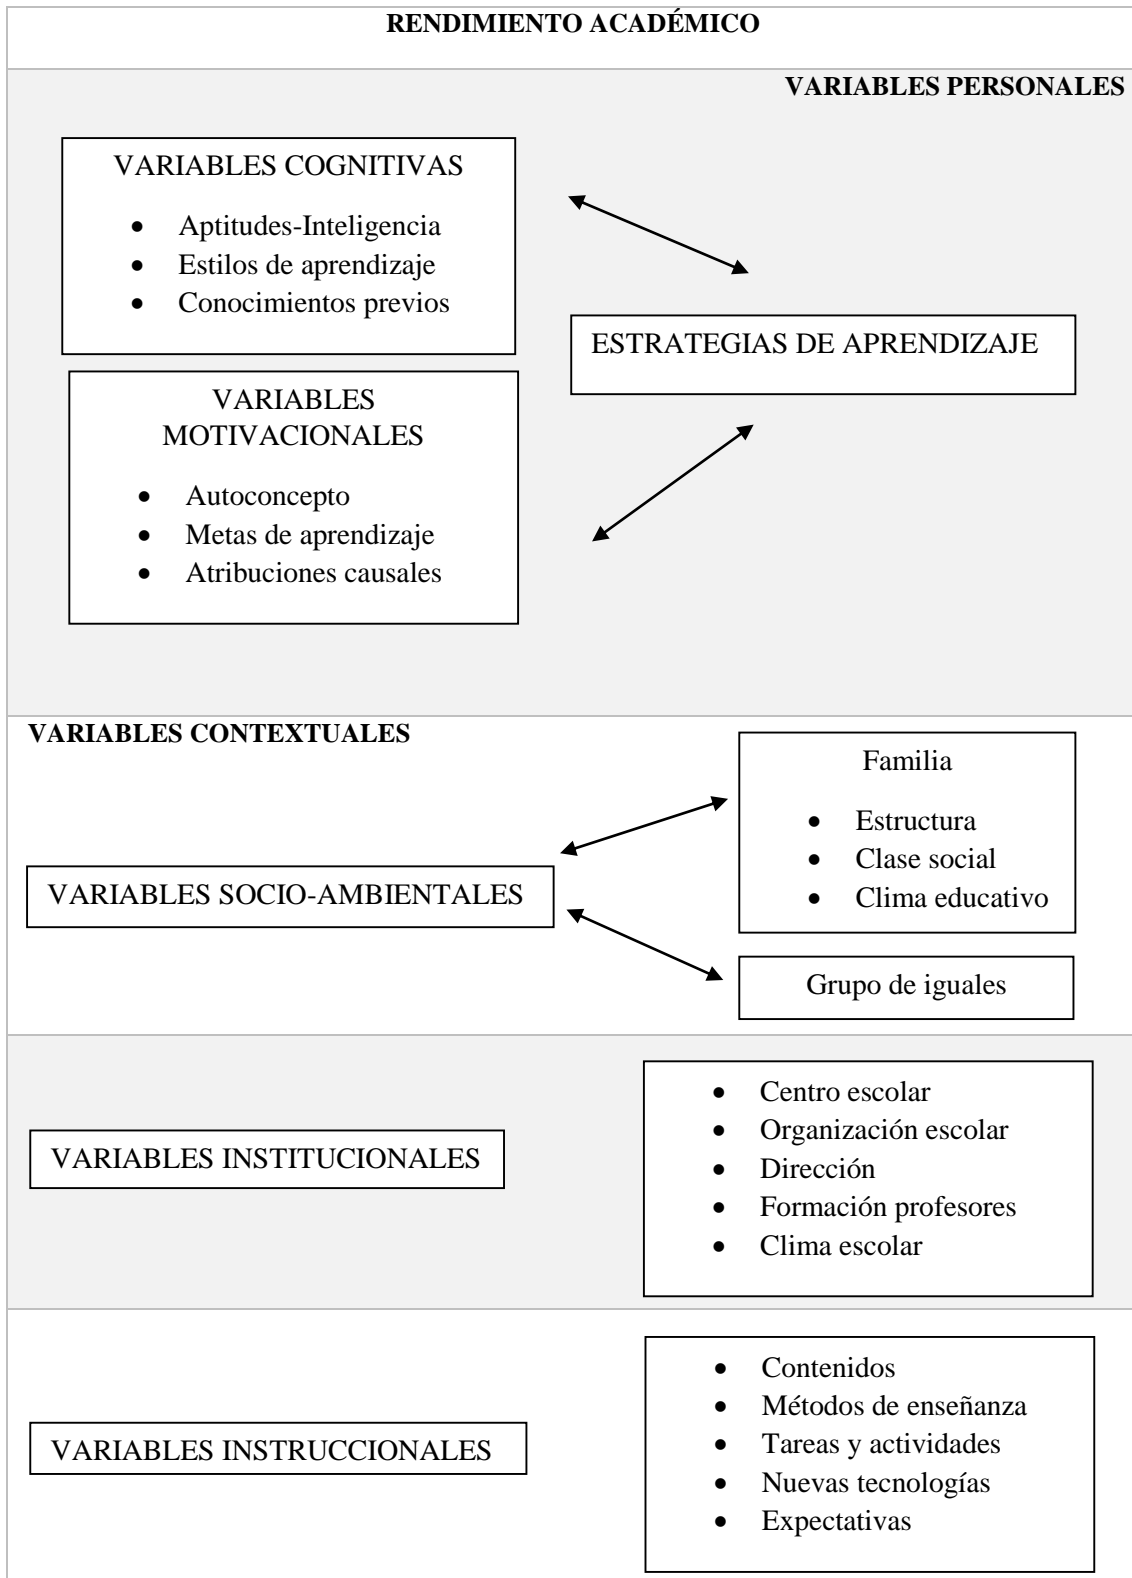 RENDIMIENTO ACADÉMICO
VARIABLES PERSONALES
VARIABLES COGNITIVAS
• Aptitudes-Inteligencia
• Estilos de aprendizaje
• Conocimientos previos
ESTRATEGIAS DE APRENDIZAJE
VARIABLES
MOTIVACIONALES
• Autoconcepto
• Metas de aprendizaje
• Atribuciones causales
VARIABLES CONTEXTUALES
Familia
• Estructura
• Clase social
• Clima educativo
VARIABLES SOCIO-AMBIENTALES
Grupo de iguales
VARIABLES INSTITUCIONALES
• Centro escolar
• Organización escolar
• Dirección
• Formación profesores
• Clima escolar
VARIABLES INSTRUCCIONALES
• Contenidos
• Métodos de enseñanza
• Tareas y actividades
• Nuevas tecnologías
• Expectativas